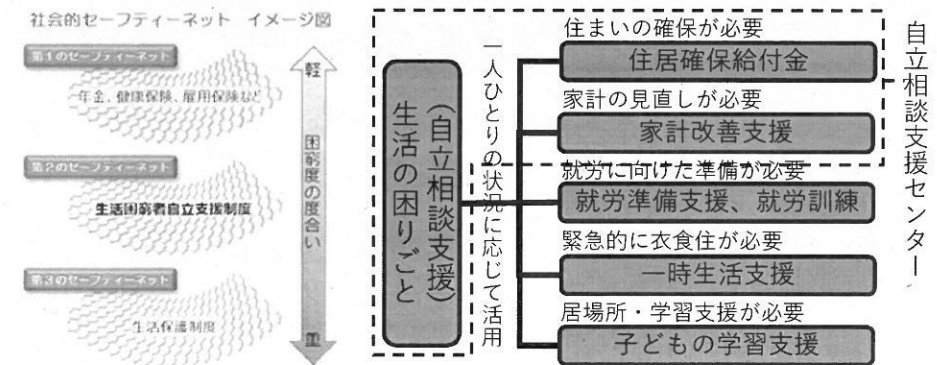 社会的セーフティーネット イメージ図
第1のセーフティーネット
年金、健康保険、雇用保険など
第2のセーフティーネット
生活困窮者自立支援制度
第3のセーフティーネット
生活保護制度
軽
困窮度の度合い
重
生活の困りごと
(自立相談支援)
一人ひとりの状況に応じて活用
住まいの確保が必要
住居確保給付金
家計の見直しが必要
家計改善支援
就労に向けた準備が必要
就労準備支援、就労訓練
緊急的に衣食住が必要
一時生活支援
居場所・学習支援が必要
子どもの学習支援
自立相談支援センター